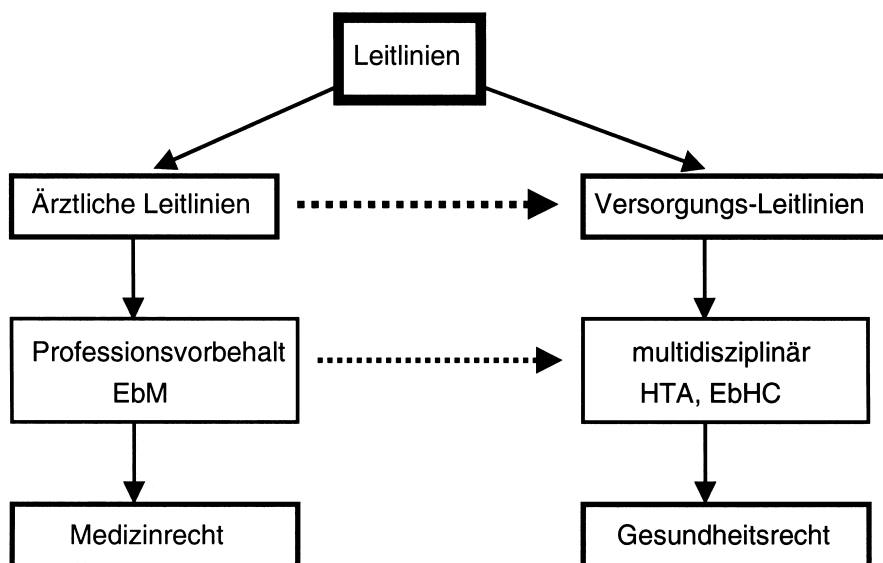 Leitlinien
Ärztliche Leitlinien
Versorgungs-Leitlinien
Professionsvorbehalt
EbM
multidisziplinär
HTA, EbHC
Medizinrecht
Gesundheitsrecht